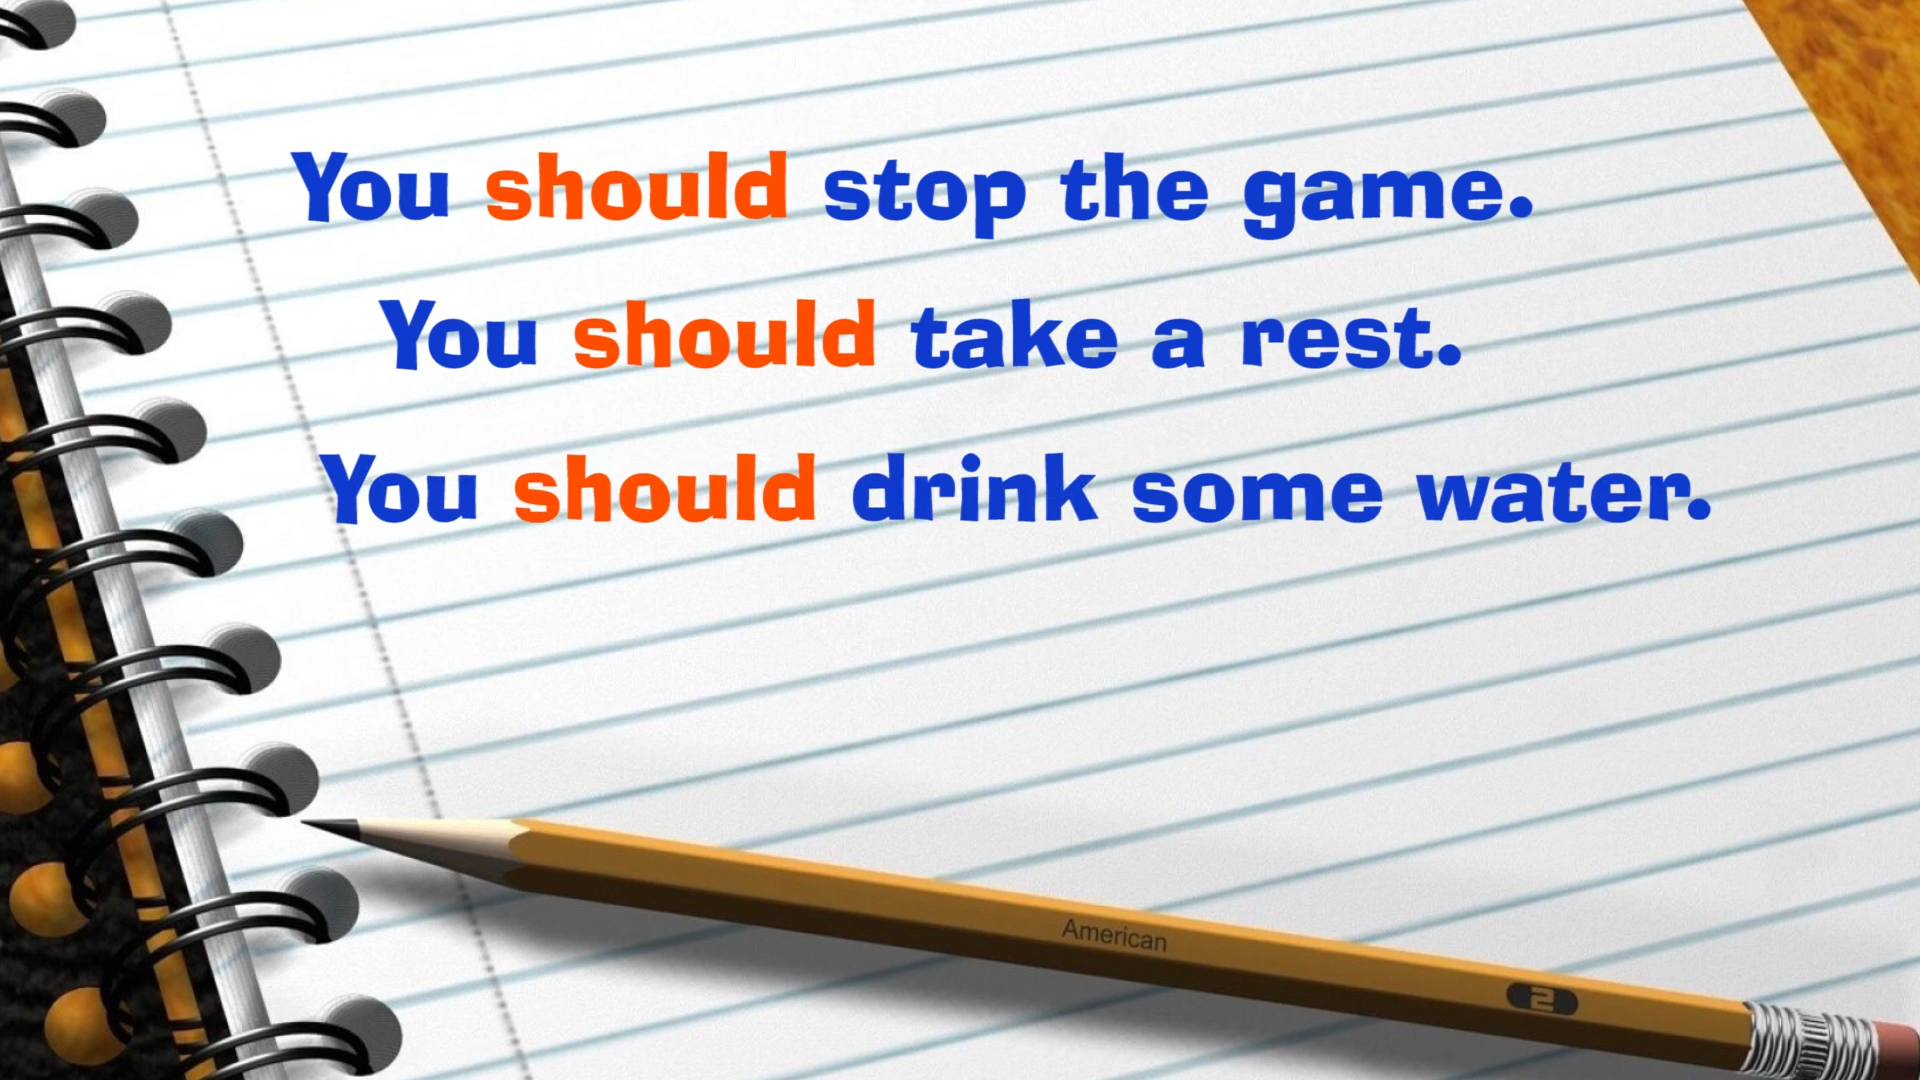 You should stop the game.
You should take a rest.
You should drink some water.
American
2